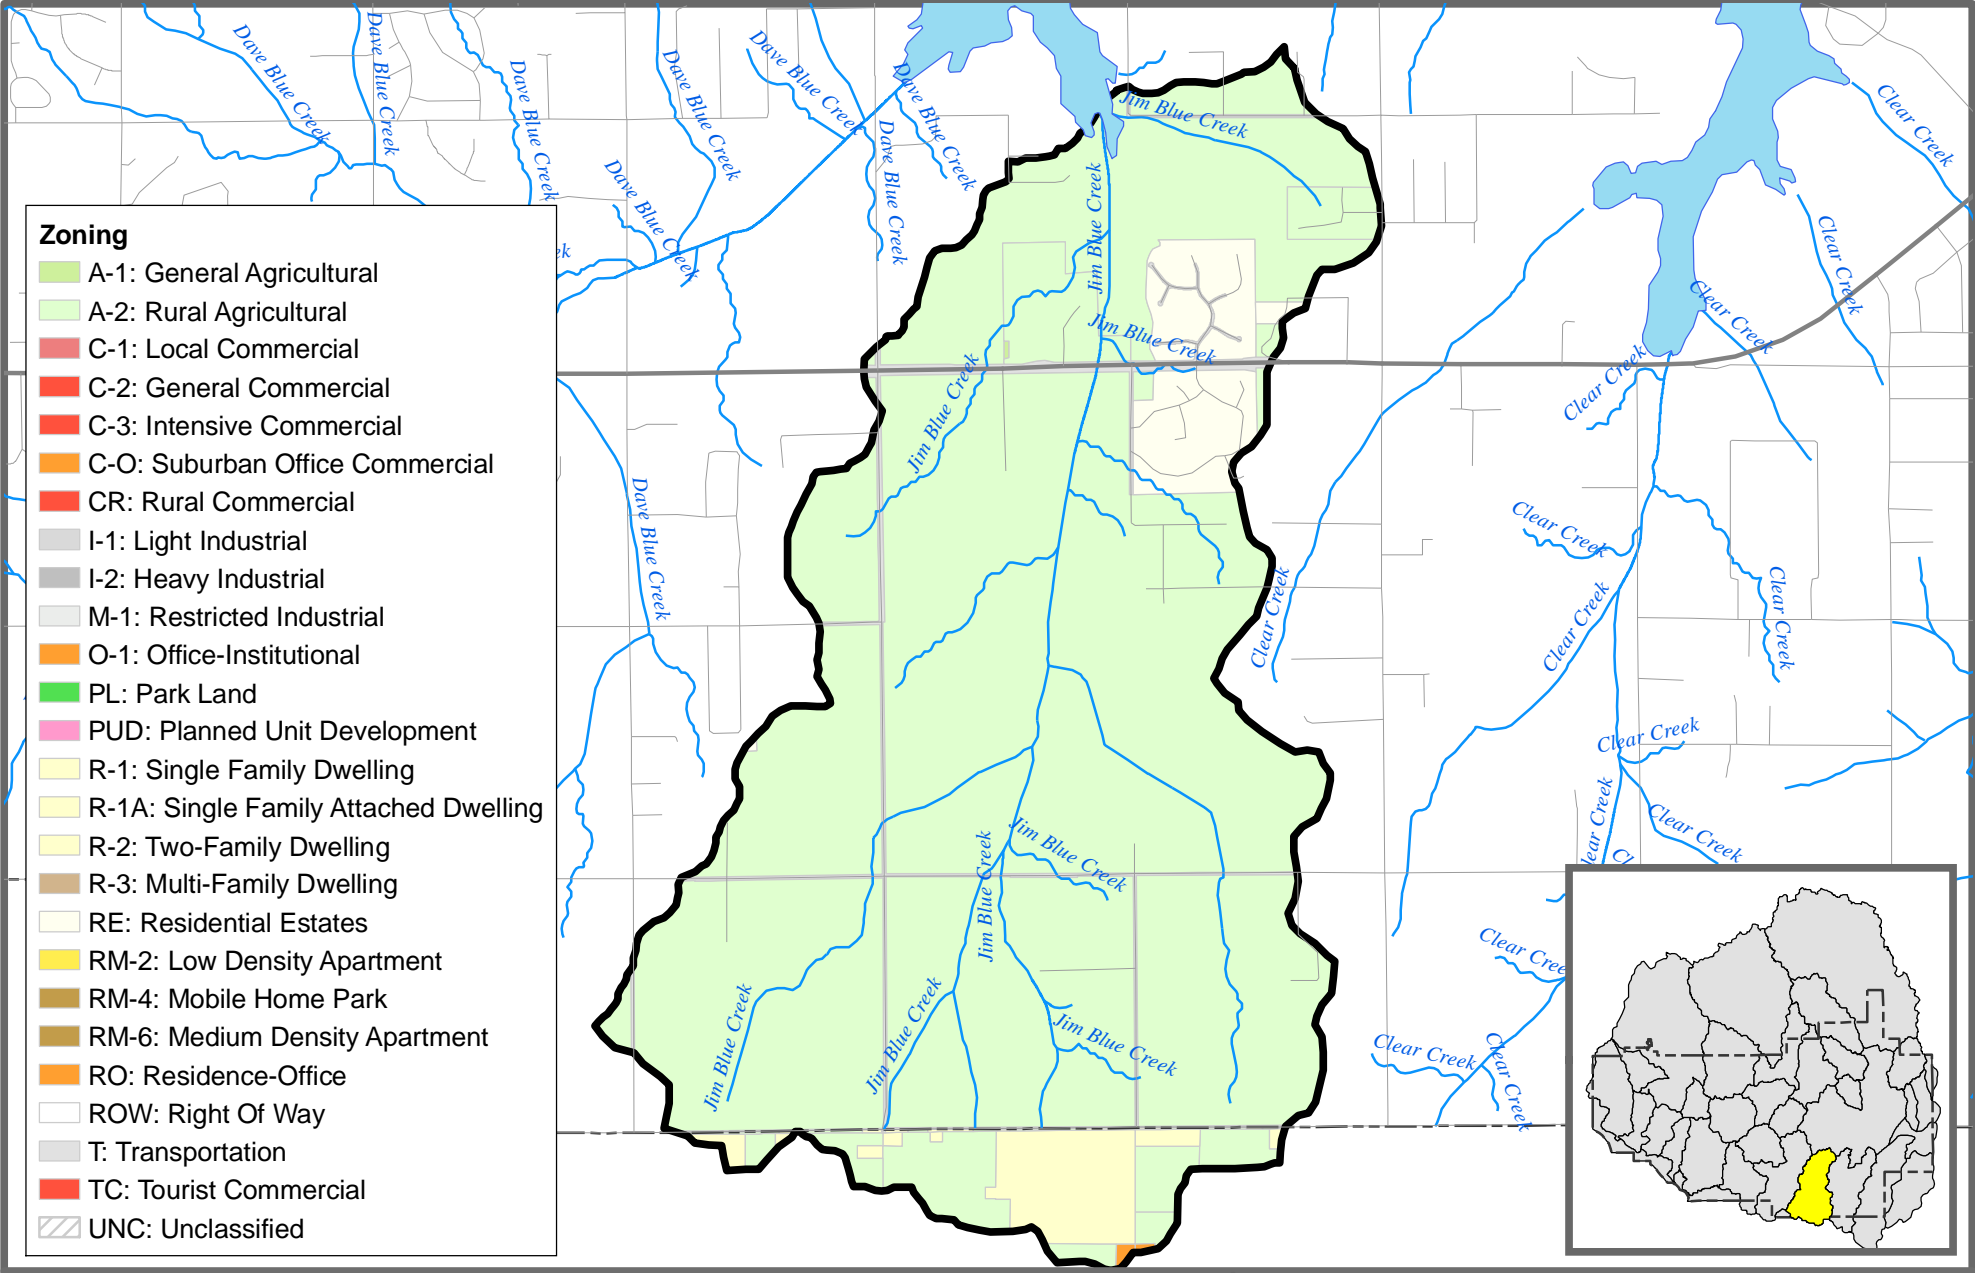 Dave Blue Creek
Dave Blue Creek
Dave Blue Creek
Dave Blue Creek
Dave Blue Creek
Dave Blue Creek
Dave Blue Creek
Dave Blue Creek
ek
Dave Blue Creek
Jim Blue Creek
Jim Blue Creek
Jim Blue Creek
Jim Blue Creek
Clear Creek
Clear Creek
Clear Creek
Clear Creek
Clear Creek
Clear Creek
Clear Creek
Clear Creek
Clear Creek
Clear Creek
lear Creek
Clear Creek
Cl
Clear Cree
Clear Creek
Clear Creek
Jim Blue Creek
Jim Blue Creek
Jim Blue Creek
Jim Blue Creek
Jim Blue Creek
Zoning
A-1: General Agricultural
A-2: Rural Agricultural
C-1: Local Commercial
C-2: General Commercial
C-3: Intensive Commercial
C-O: Suburban Office Commercial
CR: Rural Commercial
I-1: Light Industrial
I-2: Heavy Industrial
M-1: Restricted Industrial
O-1: Office-Institutional
PL: Park Land
PUD: Planned Unit Development
R-1: Single Family Dwelling
R-1A: Single Family Attached Dwelling
R-2: Two-Family Dwelling
R-3: Multi-Family Dwelling
RE: Residential Estates
RM-2: Low Density Apartment
RM-4: Mobile Home Park
RM-6: Medium Density Apartment
RO: Residence-Office
ROW: Right Of Way
T: Transportation
TC: Tourist Commercial
UNC: Unclassified